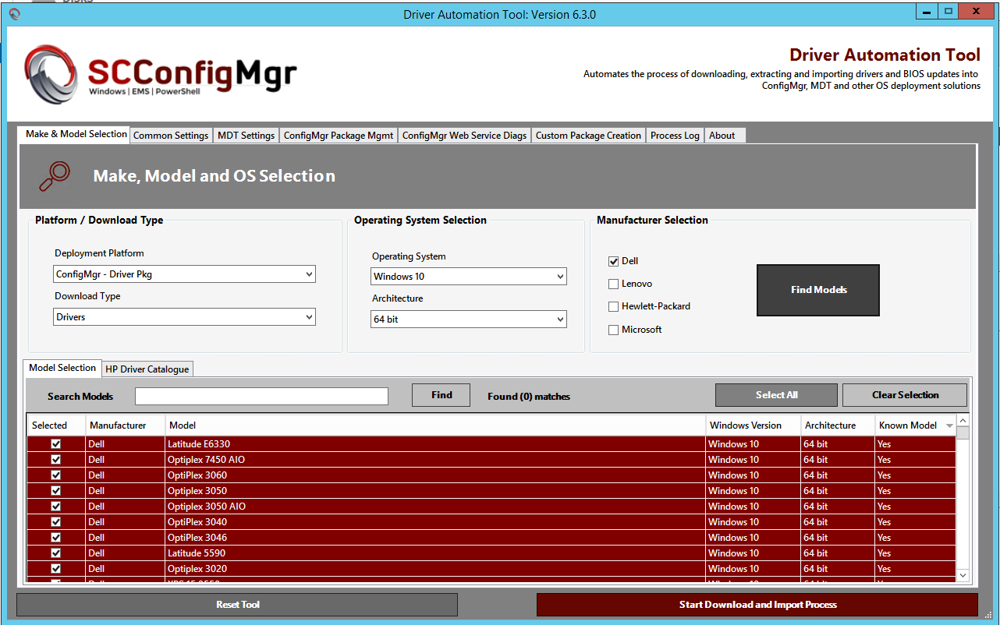 Disks
Driver Automation Tool: Version 6.3.0
SCConfigMgr
Windows | EMS | PowerShell
Driver Automation Tool
Automates the process of downloading, extracting and importing drivers and BIOS updates into
ConfigMgr, MDT and other OS deployment solutions
Make & Model Selection Common Settings MDT Settings ConfigMgr Package Mgmt ConfigMgr Web Service Diags Custom Package Creation Process Log About
Make, Model and OS Selection
Platform / Download Type
Deployment Platform
ConfigMgr - Driver Pkg
Download Type
Drivers
Operating System Selection
Operating System
Windows 10
Architecture
64 bit
Manufacturer Selection
Dell
Lenovo
Hewlett-Packard
Microsoft
Find Models
Model Selection HP Driver Catalogue
Search Models Find Found (0) matches Select All Clear Selection
Selected Manufacturer Model Windows Version Architecture Known Model
Dell Latitude E6330 Windows 10 64 bit Yes
Dell Optiplex 7450 AIO Windows 10 64 bit Yes
Dell OptiPlex 3060 Windows 10 64 bit Yes
Dell Optiplex 3050 Windows 10 64 bit Yes
Dell Optiplex 3050 AIO Windows 10 64 bit Yes
Dell OptiPlex 3040 Windows 10 64 bit Yes
Dell OptiPlex 3046 Windows 10 64 bit Yes
Dell Latitude 5590 Windows 10 64 bit Yes
Dell Optiplex 3020 Windows 10 64 bit Yes
Reset Tool Start Download and Import Process